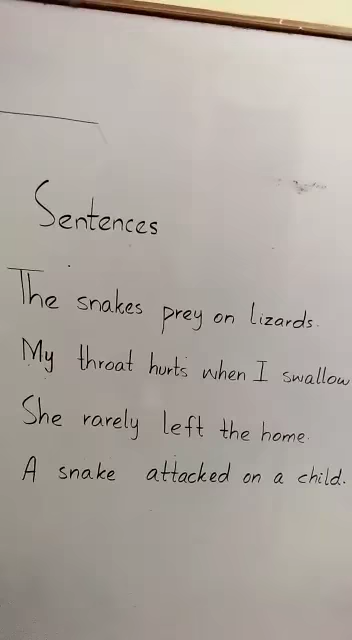 Sentences
The snakes prey on lizards.
My throat hurts when I swallow
She rarely left the home.
A snake attacked on a child.